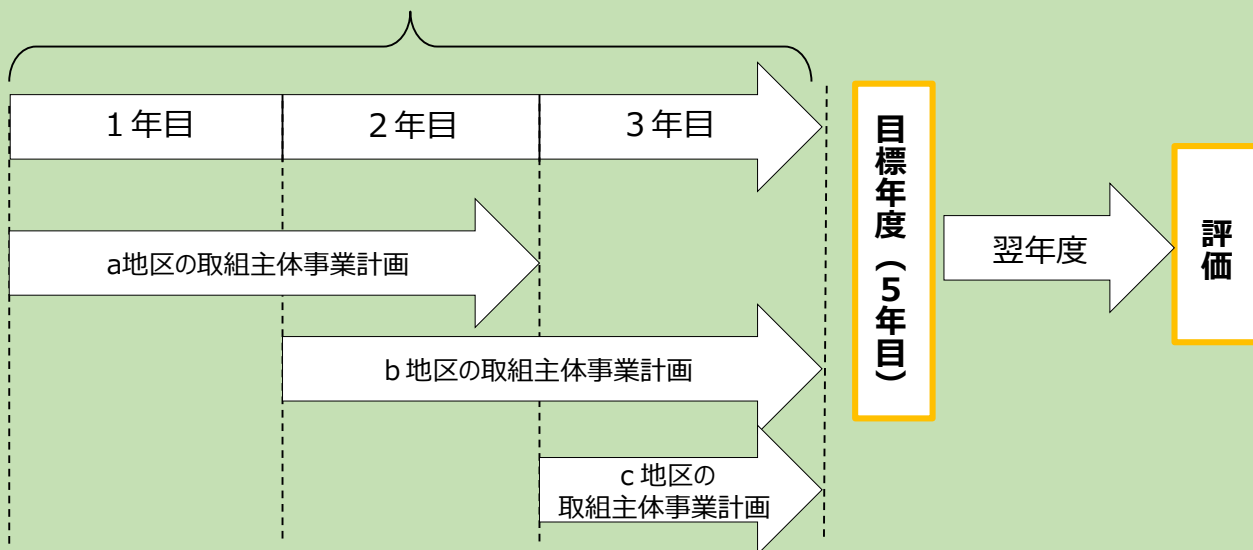 １年目
２年目
３年目
a地区の取組主体事業計画
ｂ地区の取組主体事業計画
ｃ地区の
取組主体事業計画
目標年度（5年目）
翌年度
評価